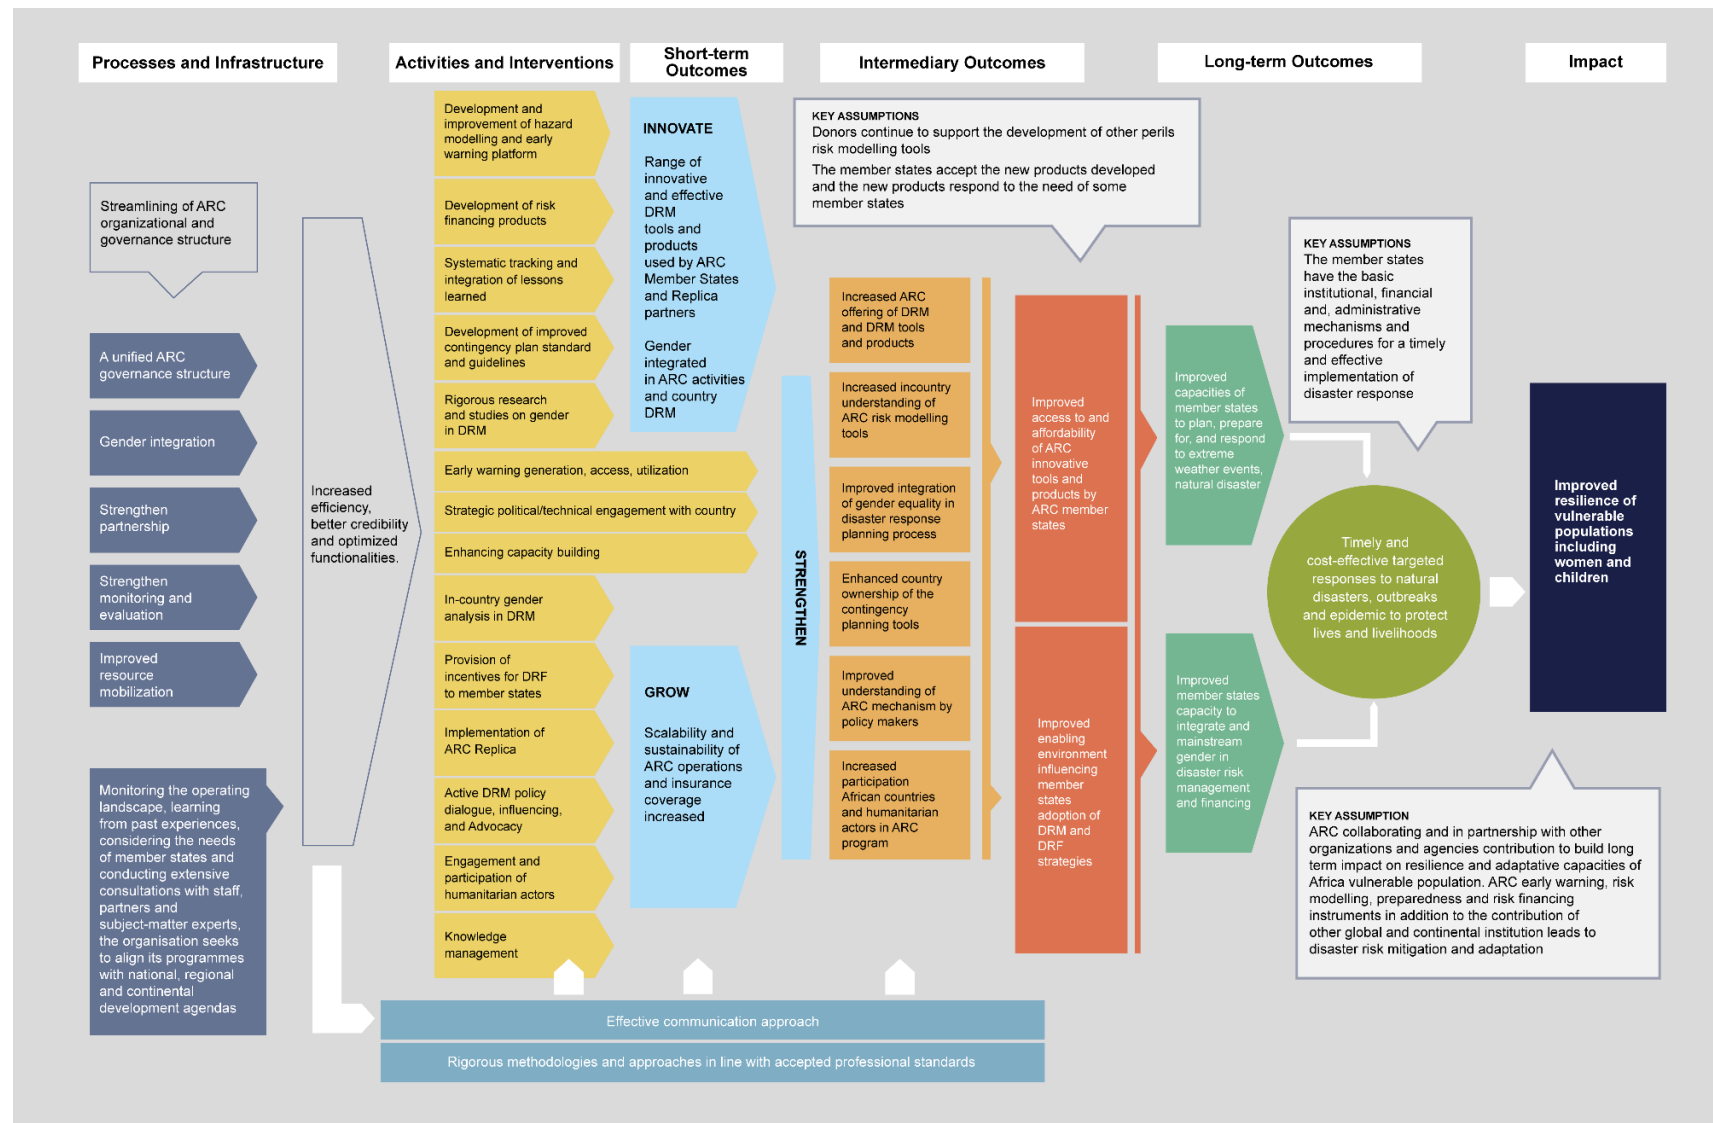 Processes and Infrastructure
Activities and Interventions
Short-term
Outcomes
Intermediary Outcomes
Long-term Outcomes
Impact
Streamlining of ARC
organizational and
governance structure
A unified ARC
governance structure
Gender integration
Strengthen
partnership
Strengthen
monitoring and
evaluation
Improved
resource
mobilization
Monitoring the operating
landscape, learning
from past experiences,
considering the needs
of member states and
conducting extensive
consultations with staff,
partners and
subject-matter experts,
the organisation seeks
to align its programmes
with national, regional
and continental
development agendas
Increased
efficiency,
better credibility
and optimized
functionalities.
Development and
improvement of hazard
modelling and early
warning platform
Development of risk
financing products
Systematic tracking and
integration of lessons
learned
Development of improved
contingency plan standard
and guidelines
Rigorous research
and studies on gender
in DRM
Early warning generation, access, utilization
Strategic political/technical engagement with country
Enhancing capacity building
In-country gender
analysis in DRM
Provision of
incentives for DRF
to member states
Implementation of
ARC Replica
Active DRM policy
dialogue, influencing,
and Advocacy
Engagement and
participation of
humanitarian actors
Knowledge
management
INNOVATE
Range of
innovative
and effective
DRM
tools and
products
used by ARC
Member States
and Replica
partners
Gender
integrated
in ARC activities
and country
DRM
GROW
Scalability and
sustainability of
ARC operations
and insurance
coverage
increased
STRENGTHEN
KEY ASSUMPTIONS
Donors continue to support the development of other perils
risk modelling tools
The member states accept the new products developed
and the new products respond to the need of some
member states
Increased ARC
offering of DRM
and DRM tools
and products
Increased incountry
understanding of
ARC risk modelling
tools
Improved integration
of gender equality in
disaster response
planning process
Enhanced country
ownership of the
contingency
planning tools
Improved
understanding of
ARC mechanism by
policy makers
Increased
participation
African countries
and humanitarian
actors in ARC
program
Improved
access to and
affordability
of ARC
innovative
tools and
products by
ARC member
states
Improved
enabling
environment
influencing
member
states
adoption of
DRM and
DRF
strategies
Improved
capacities of
member states
to plan, prepare
for, and respond
to extreme
weather events,
natural disaster
Improved
member states
capacity to
integrate and
mainstream
gender in
disaster risk
management
and financing
KEY ASSUMPTIONS
The member states
have the basic
institutional, financial
and, administrative
mechanisms and
procedures for a timely
and effective
implementation of
disaster response
Timely and
cost-effective targeted
responses to natural
disasters, outbreaks
and epidemic to protect
lives and livelihoods
Improved
resilience of
vulnerable
populations
including
women and
children
KEY ASSUMPTION
ARC collaborating and in partnership with other
organizations and agencies contribution to build long
term impact on resilience and adaptative capacities of
Africa vulnerable population. ARC early warning, risk
modelling, preparedness and risk financing
instruments in addition to the contribution of
other global and continental institution leads to
disaster risk mitigation and adaptation
Effective communication approach
Rigorous methodologies and approaches in line with accepted professional standards